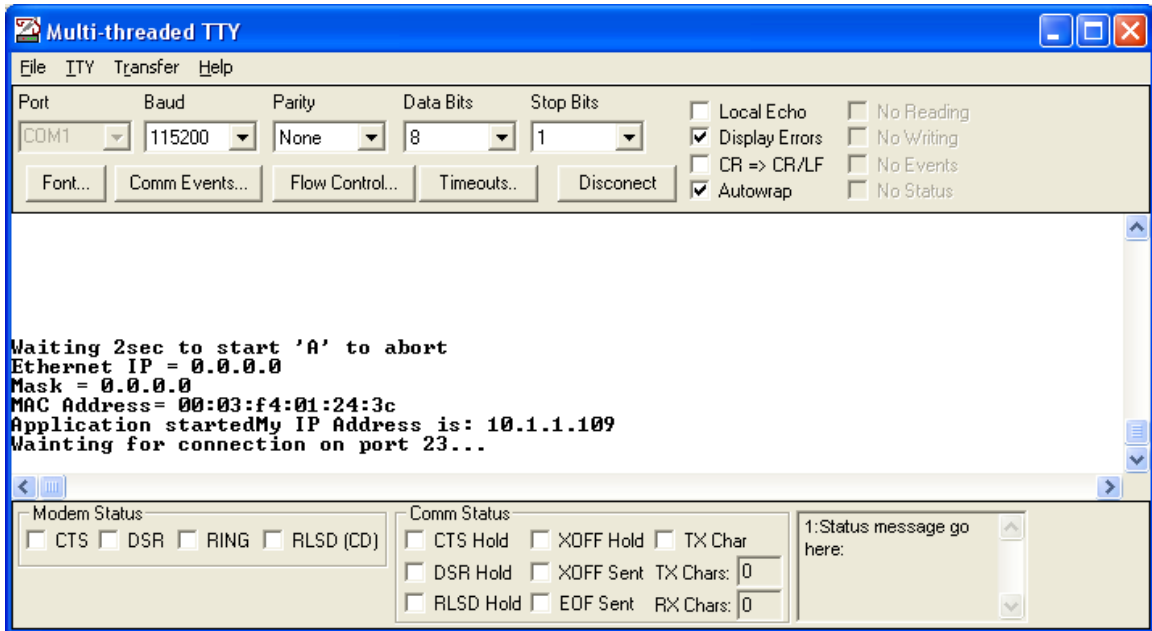 Multi-threaded TTY
File TTY Transfer Help
Port Baud Parity Data Bits Stop Bits
COM1 115200 None 8 1
Local Echo No Reading
Display Errors No Writing
CR => CR/LF No Events
Autowrap No Status
Font... Comm Events... Flow Control... Timeouts.. Disconect
Waiting 2sec to start 'A' to abort
Ethernet IP = 0.0.0.0
Mask = 0.0.0.0
MAC Address= 00:03:f4:01:24:3c
Application startedMy IP Address is: 10.1.1.109
Wainting for connection on port 23...
Modem Status
CTS DSR RING RLSD (CD)
Comm Status
CTS Hold XOFF Hold TX Char
DSR Hold XOFF Sent TX Chars: 0
RLSD Hold EOF Sent RX Chars: 0
1:Status message go
here: